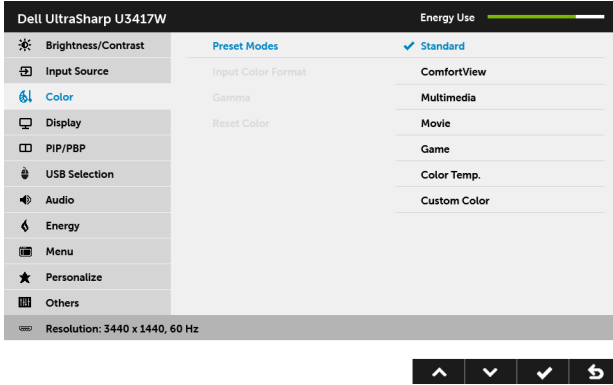 Dell UltraSharp U3417W Energy Use
Brightness/Contrast Preset Modes Standard
Input Source Input Color Format ComfortView
Color Gamma Multimedia
Display Reset Color Movie
PIP/PBP Game
USB Selection Color Temp.
Audio Custom Color
Energy
Menu
Personalize
Others
Resolution: 3440 x 1440, 60 Hz